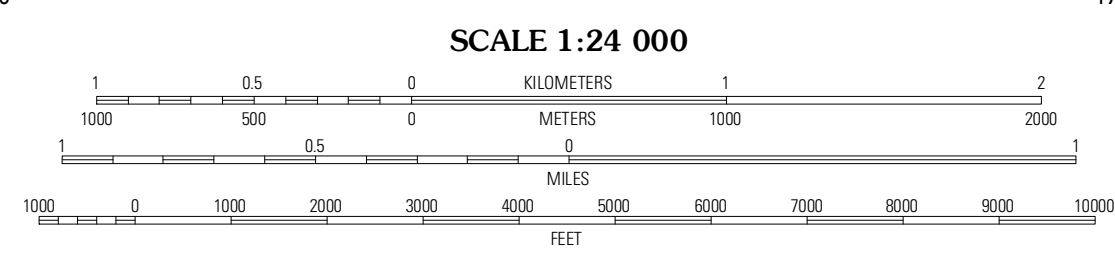 SCALE 1:24 000
1 0.5 0 KILOMETERS 1 2
1000 500 0 METERS 1000 2000
1 0.5 0 1
MILES
1000 0 1000 2000 3000 4000 5000 6000 7000 8000 9000 10000
FEET